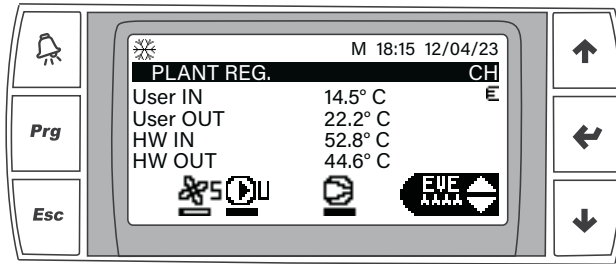 M 18:15 12/04/23
PLANT REG. CH
User IN 14.5° C E
User OUT 22.2° C
HW IN 52.8° C
HW OUT 44.6° C
S U EVE
Prg
Esc